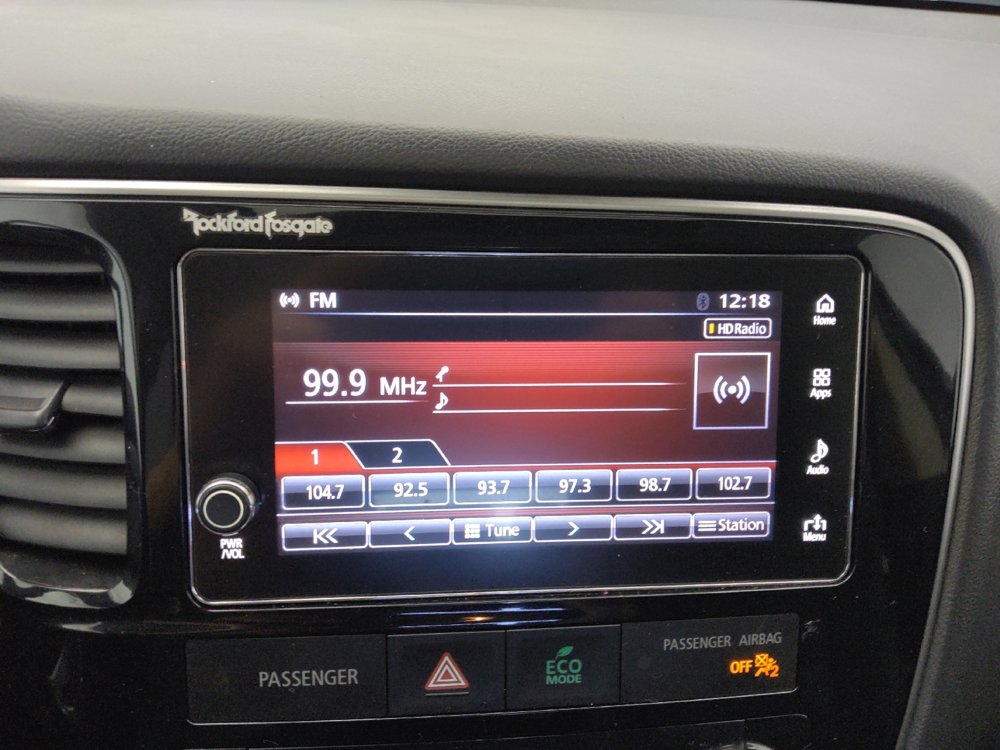 Rockford Fosgate
FM 12:18
HD Radio
99.9 MHz
Home
Apps
Audio
Menu
1 2
104.7 92.5 93.7 97.3 98.7 102.7
Tune Station
PWR
/VOL
PASSENGER
ECO
MODE
PASSENGER AIRBAG
OFF 2